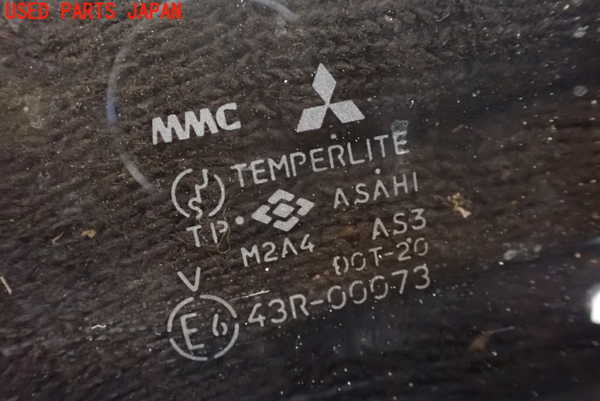 USED PARTS JAPAN
MMC
TEMPERLITE
TP ASAHI
M2A4 AS3
DOT-20
V
E6 43R-00073